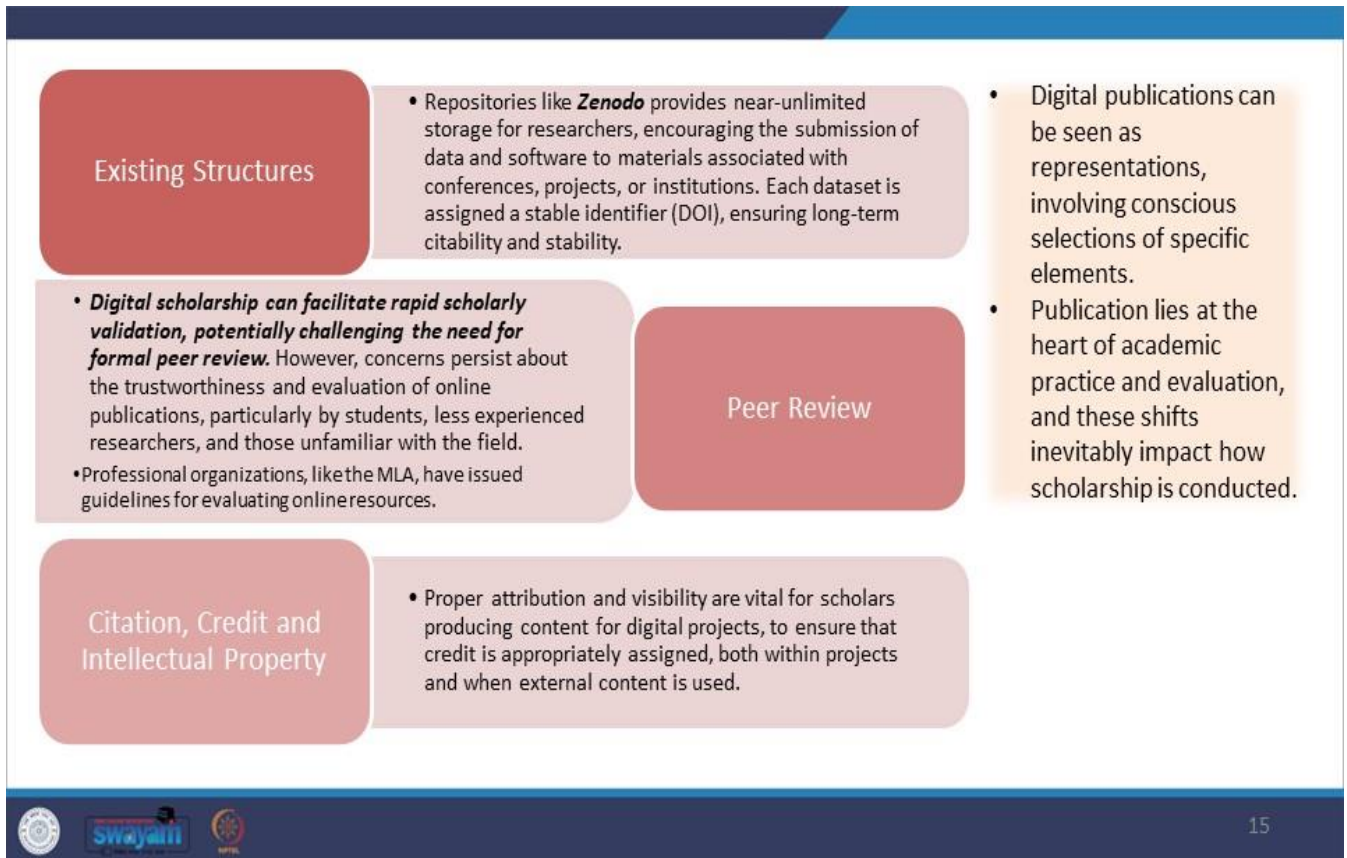 Existing Structures
• Repositories like Zenodo provides near-unlimited
storage for researchers, encouraging the submission of
data and software to materials associated with
conferences, projects, or institutions. Each dataset is
assigned a stable identifier (DOI), ensuring long-term
citability and stability.
• Digital scholarship can facilitate rapid scholarly
validation, potentially challenging the need for
formal peer review. However, concerns persist about
the trustworthiness and evaluation of online
publications, particularly by students, less experienced
researchers, and those unfamiliar with the field.
•Professional organizations, like the MLA, have issued
guidelines for evaluating online resources.
Peer Review
Citation, Credit and
Intellectual Property
• Proper attribution and visibility are vital for scholars
producing content for digital projects, to ensure that
credit is appropriately assigned, both within projects
and when external content is used.
• Digital publications can
be seen as
representations,
involving conscious
selections of specific
elements.
• Publication lies at the
heart of academic
practice and evaluation,
and these shifts
inevitably impact how
scholarship is conducted.
swayam
15